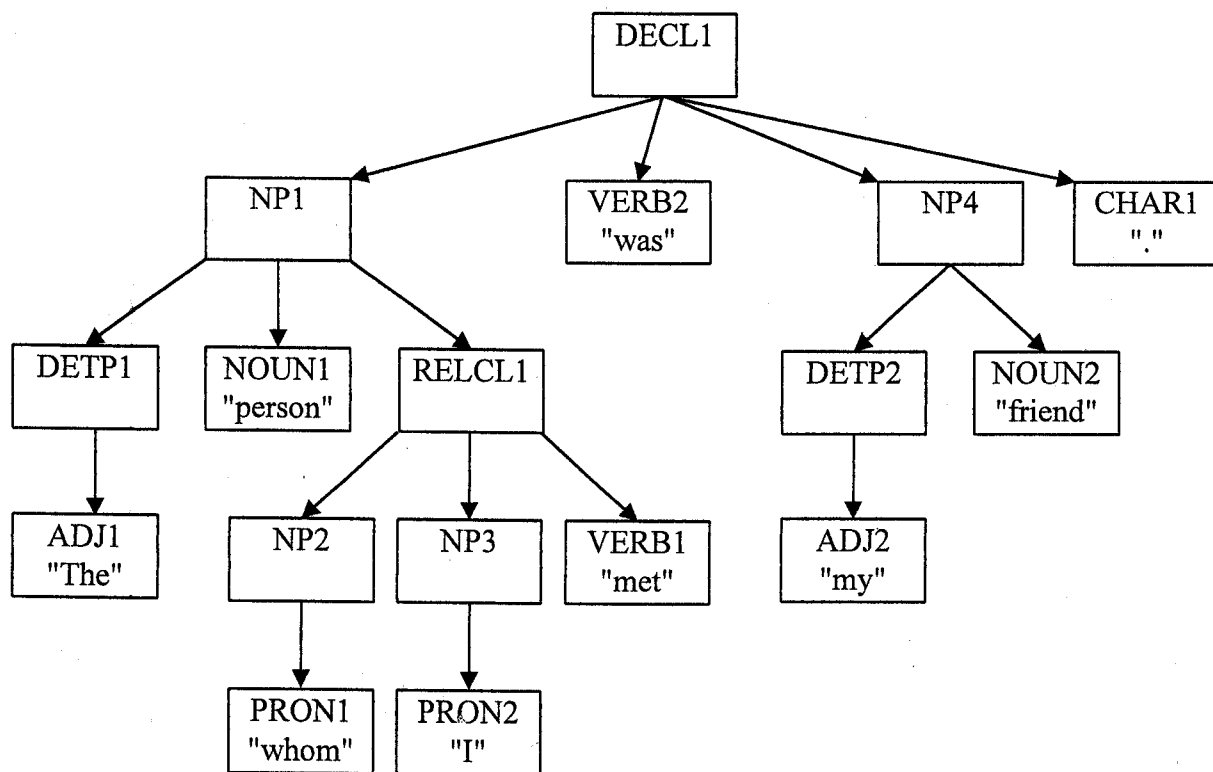 DECL1
NP1
VERB2
"was"
NP4
CHAR1
"."
DETP1
NOUN1
"person"
RELCL1
DETP2
NOUN2
"friend"
ADJ1
"The"
NP2
NP3
VERB1
"met"
ADJ2
"my"
PRON1
"whom"
PRON2
"I"